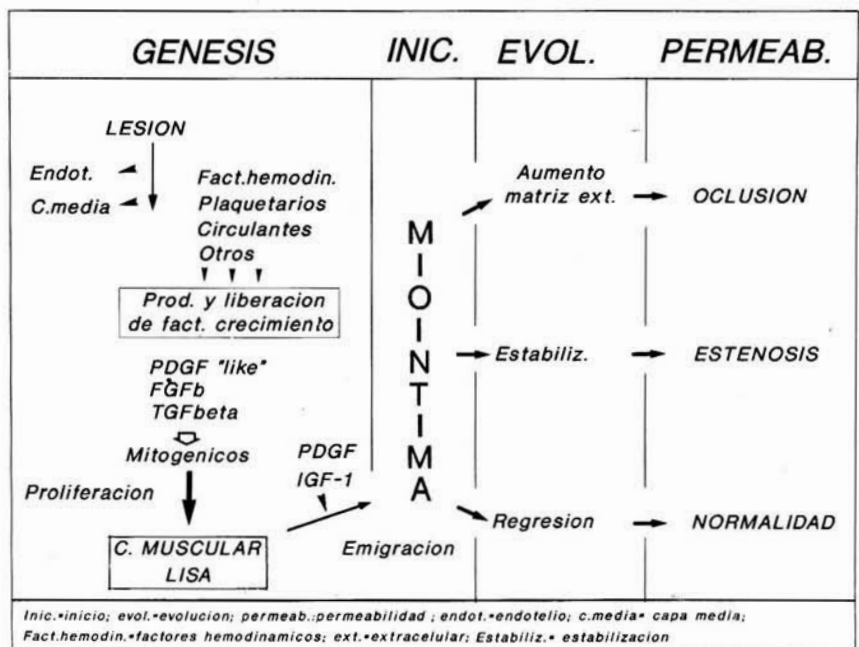 GENESIS INIC. EVOL. PERMEAB.
LESION
Endot.
C.media
Fact.hemodin.
Plaquetarios
Circulantes
Otros
Prod. y liberacion
de fact. crecimiento
PDGF "like"
FGFb
TGFbeta
Mitogenicos
Proliferacion
C. MUSCULAR
LISA
PDGF
IGF-1
Emigracion
MIOINTIMA
Aumento
matriz ext.
OCLUSION
Estabiliz.
ESTENOSIS
Regresion
NORMALIDAD
Inic.=inicio; evol.=evolucion; permeab.:permeabilidad ; endot.=endotelio; c.media= capa media;
Fact.hemodin.=factores hemodinamicos; ext.=extracelular; Estabiliz.= estabilizacion